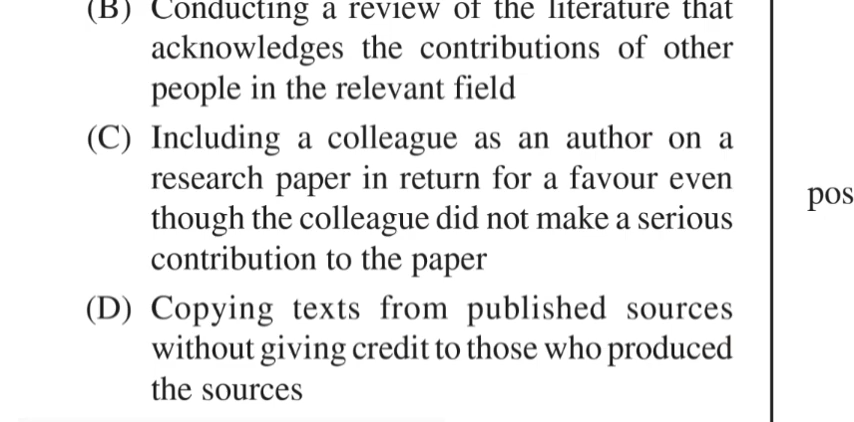 (B) Conducting a review of the literature that
acknowledges the contributions of other
people in the relevant field
(C) Including a colleague as an author on a
research paper in return for a favour even
though the colleague did not make a serious
contribution to the paper
(D) Copying texts from published sources
without giving credit to those who produced
the sources
pos